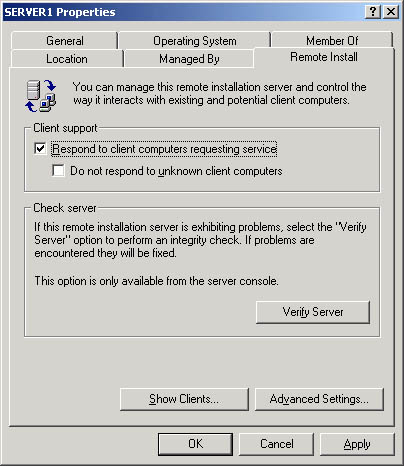 SERVER1 Properties
General
Operating System
Member Of
Location
Managed By
Remote Install
You can manage this remote installation server and control the
way it interacts with existing and potential client computers.
Client support
Respond to client computers requesting service
Do not respond to unknown client computers
Check server
If this remote installation server is exhibiting problems, select the "Verify
Server" option to perform an integrity check. If problems are
encountered they will be fixed.
This option is only available from the server console.
Verify Server
Show Clients...
Advanced Settings...
OK
Cancel
Apply